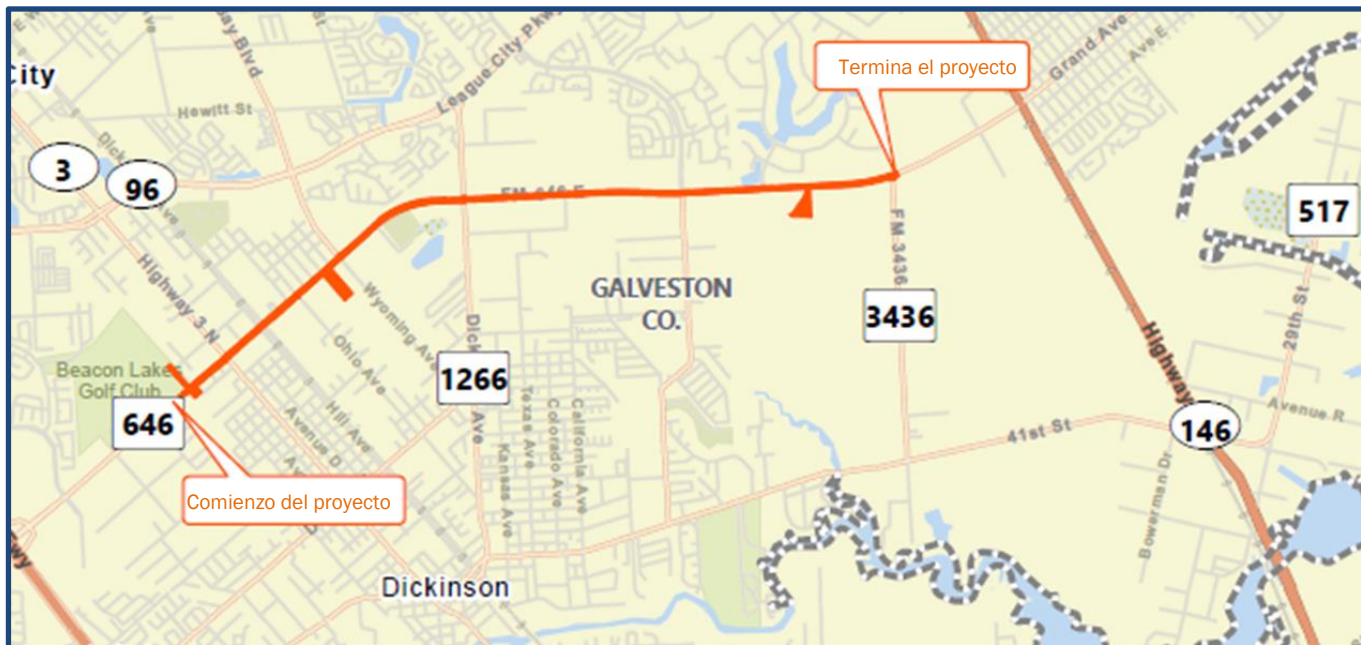 City
3
96
Hewitt St
League City Pkwy
Termina el proyecto
Grand Ave
Ave E
517
FM 646 E
GALVESTON
CO.
FM 3436
3436
Highway 3 N
Wyoming Ave
Ohio Ave
Beacon Lakes
Golf Club
646
1266
Hill Ave
Avenue D
Texas Ave
Colorado Ave
California Ave
Kansas Ave
Comienzo del proyecto
Dickinson
41st St
Highway
146
29th St
Avenue R
Bowerman Dr